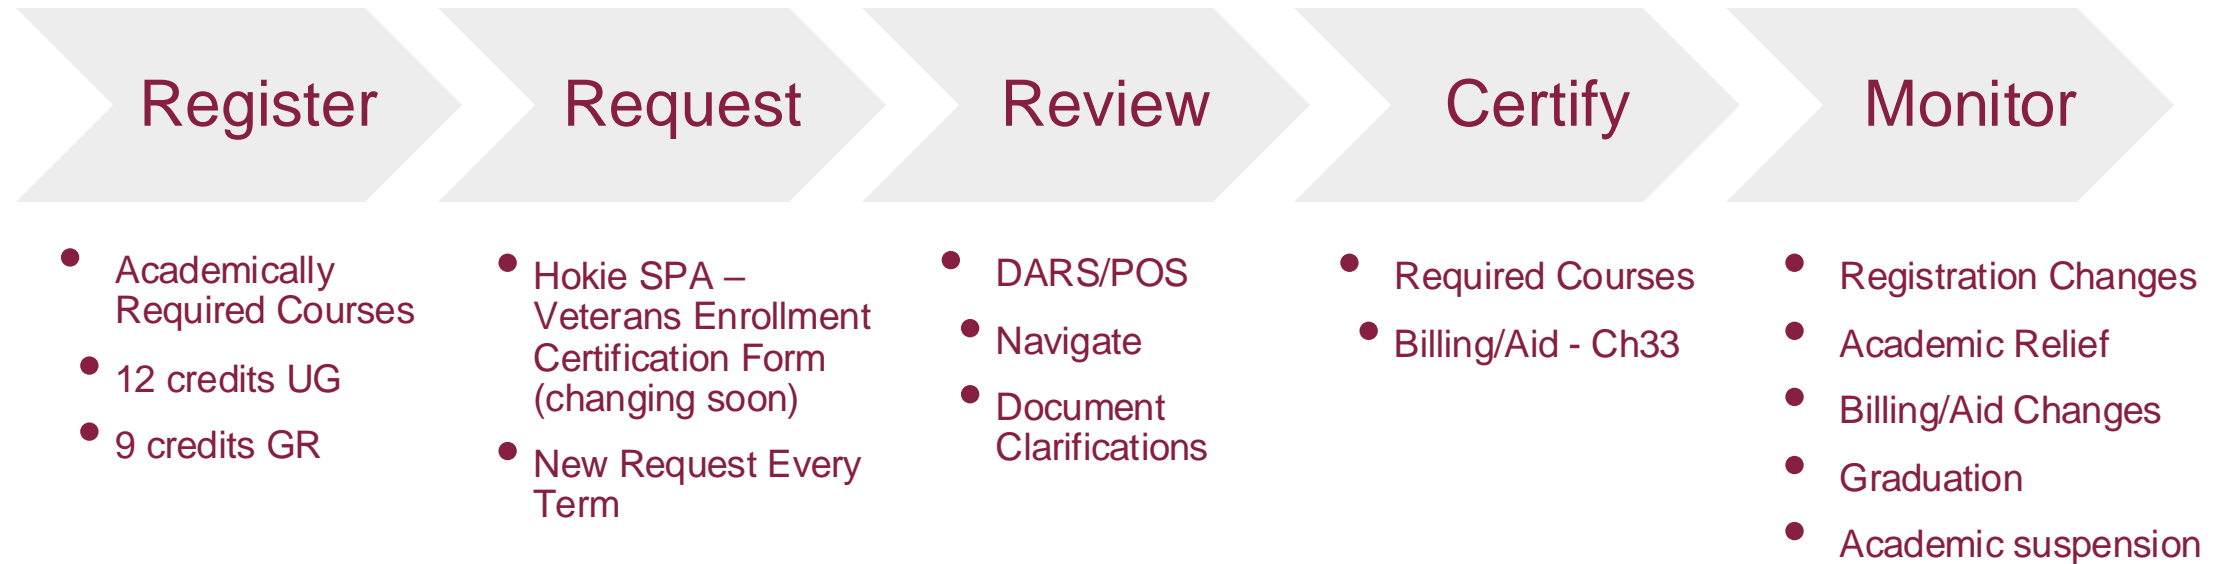 Register
Request
Review
Certify
Monitor
Academically
Required Courses
12 credits UG
9 credits GR
Hokie SPA –
Veterans Enrollment
Certification Form
(changing soon)
New Request Every
Term
DARS/POS
Navigate
Document
Clarifications
Required Courses
Billing/Aid - Ch33
Registration Changes
Academic Relief
Billing/Aid Changes
Graduation
Academic suspension